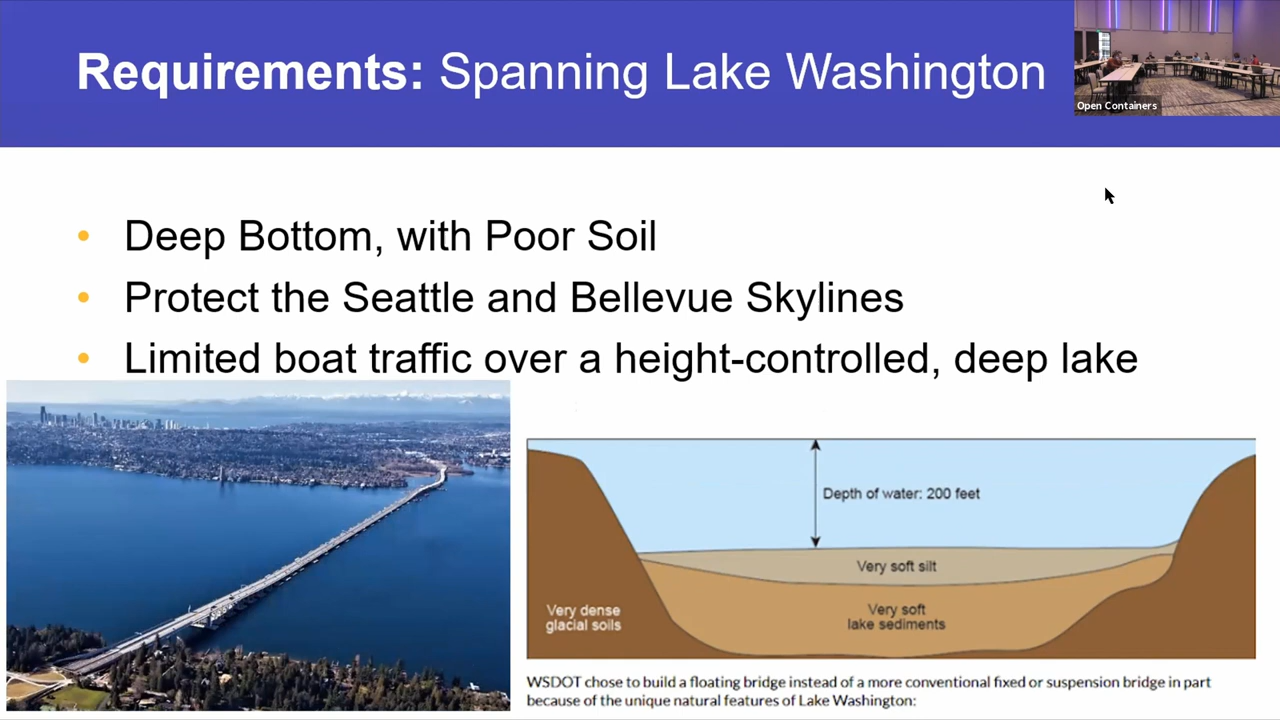 Requirements: Spanning Lake Washington
Open Containers
• Deep Bottom, with Poor Soil
• Protect the Seattle and Bellevue Skylines
• Limited boat traffic over a height-controlled, deep lake
Depth of water: 200 feet
Very soft silt
Very dense
glacial soils
Very soft
lake sediments
WSDOT chose to build a floating bridge instead of a more conventional fixed or suspension bridge in part
because of the unique natural features of Lake Washington: